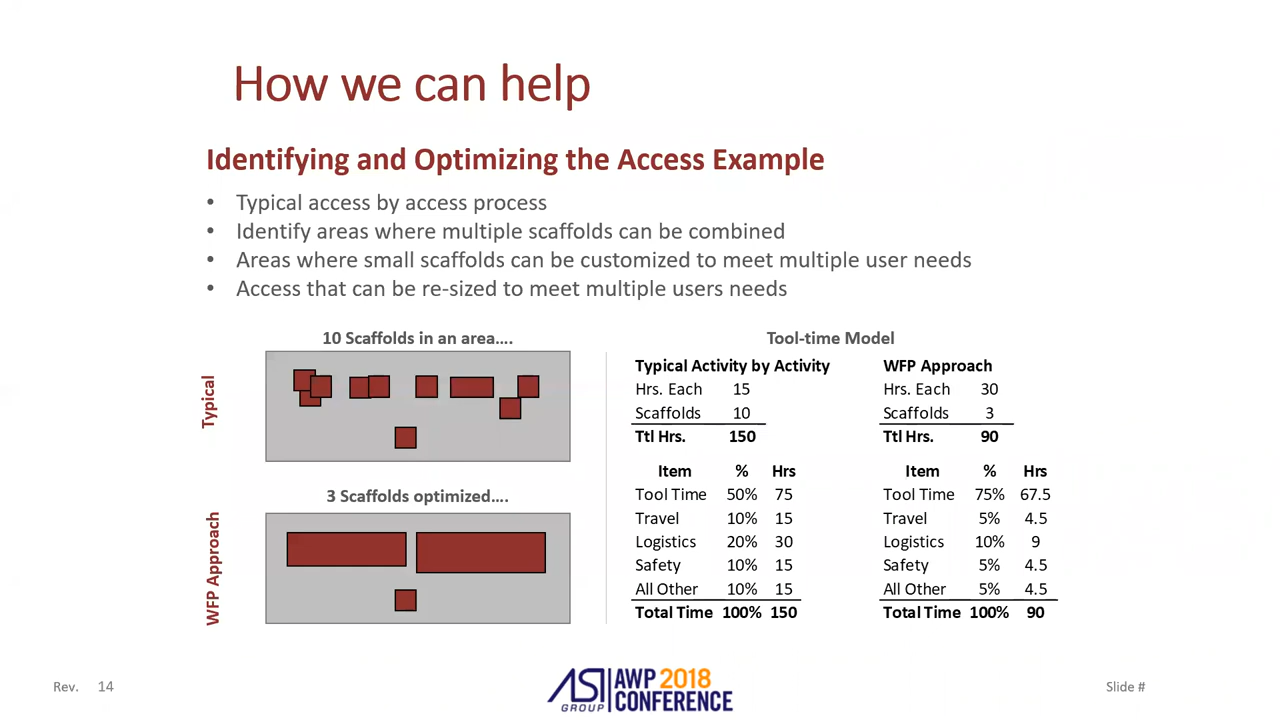 How we can help
Identifying and Optimizing the Access Example
• Typical access by access process
• Identify areas where multiple scaffolds can be combined
• Areas where small scaffolds can be customized to meet multiple user needs
• Access that can be re-sized to meet multiple users needs
10 Scaffolds in an area....
Typical
3 Scaffolds optimized....
WFP Approach
Tool-time Model
Typical Activity by Activity
Hrs. Each 15
Scaffolds 10
Ttl Hrs. 150
Item % Hrs
Tool Time 50% 75
Travel 10% 15
Logistics 20% 30
Safety 10% 15
All Other 10% 15
Total Time 100% 150
WFP Approach
Hrs. Each 30
Scaffolds 3
Ttl Hrs. 90
Item % Hrs
Tool Time 75% 67.5
Travel 5% 4.5
Logistics 10% 9
Safety 5% 4.5
All Other 5% 4.5
Total Time 100% 90
Rev. 14
ASI
GROUP
AWP 2018
CONFERENCE
Slide #